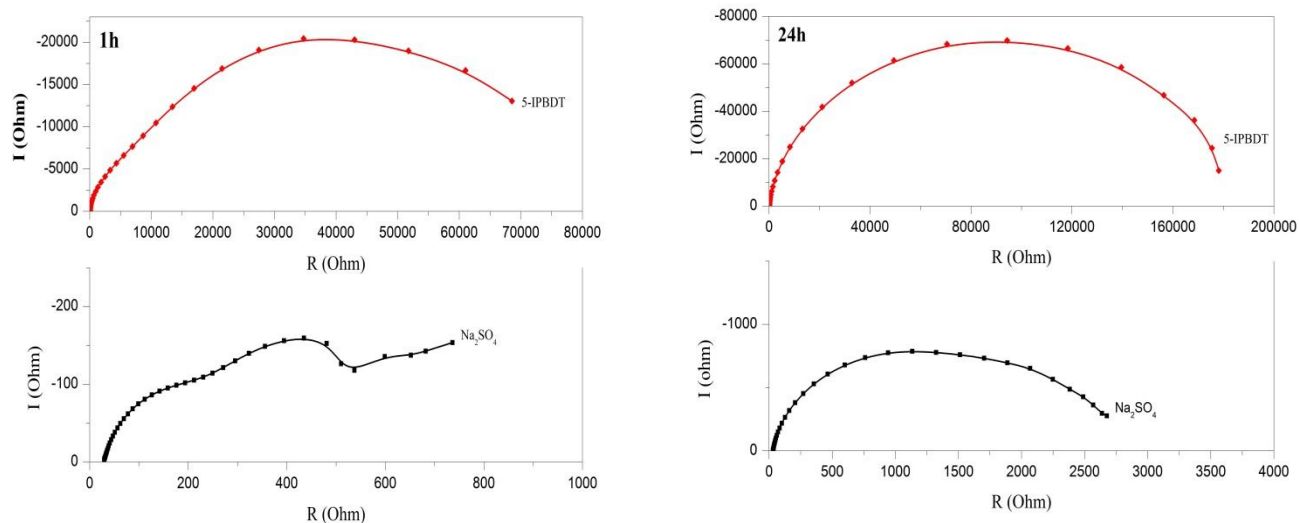 1h
I (Ohm)
-20000
-15000
-10000
-5000
0
5-IPBDT
0 10000 20000 30000 40000 50000 60000 70000 80000
R (Ohm)
24h
I (Ohm)
-80000
-60000
-40000
-20000
0
5-IPBDT
0 40000 80000 120000 160000 200000
R (Ohm)
I (Ohm)
-200
-100
0
Na₂SO₄
0 200 400 600 800 1000
R (Ohm)
I (ohm)
-1000
0
Na₂SO₄
0 500 1000 1500 2000 2500 3000 3500 4000
R (Ohm)